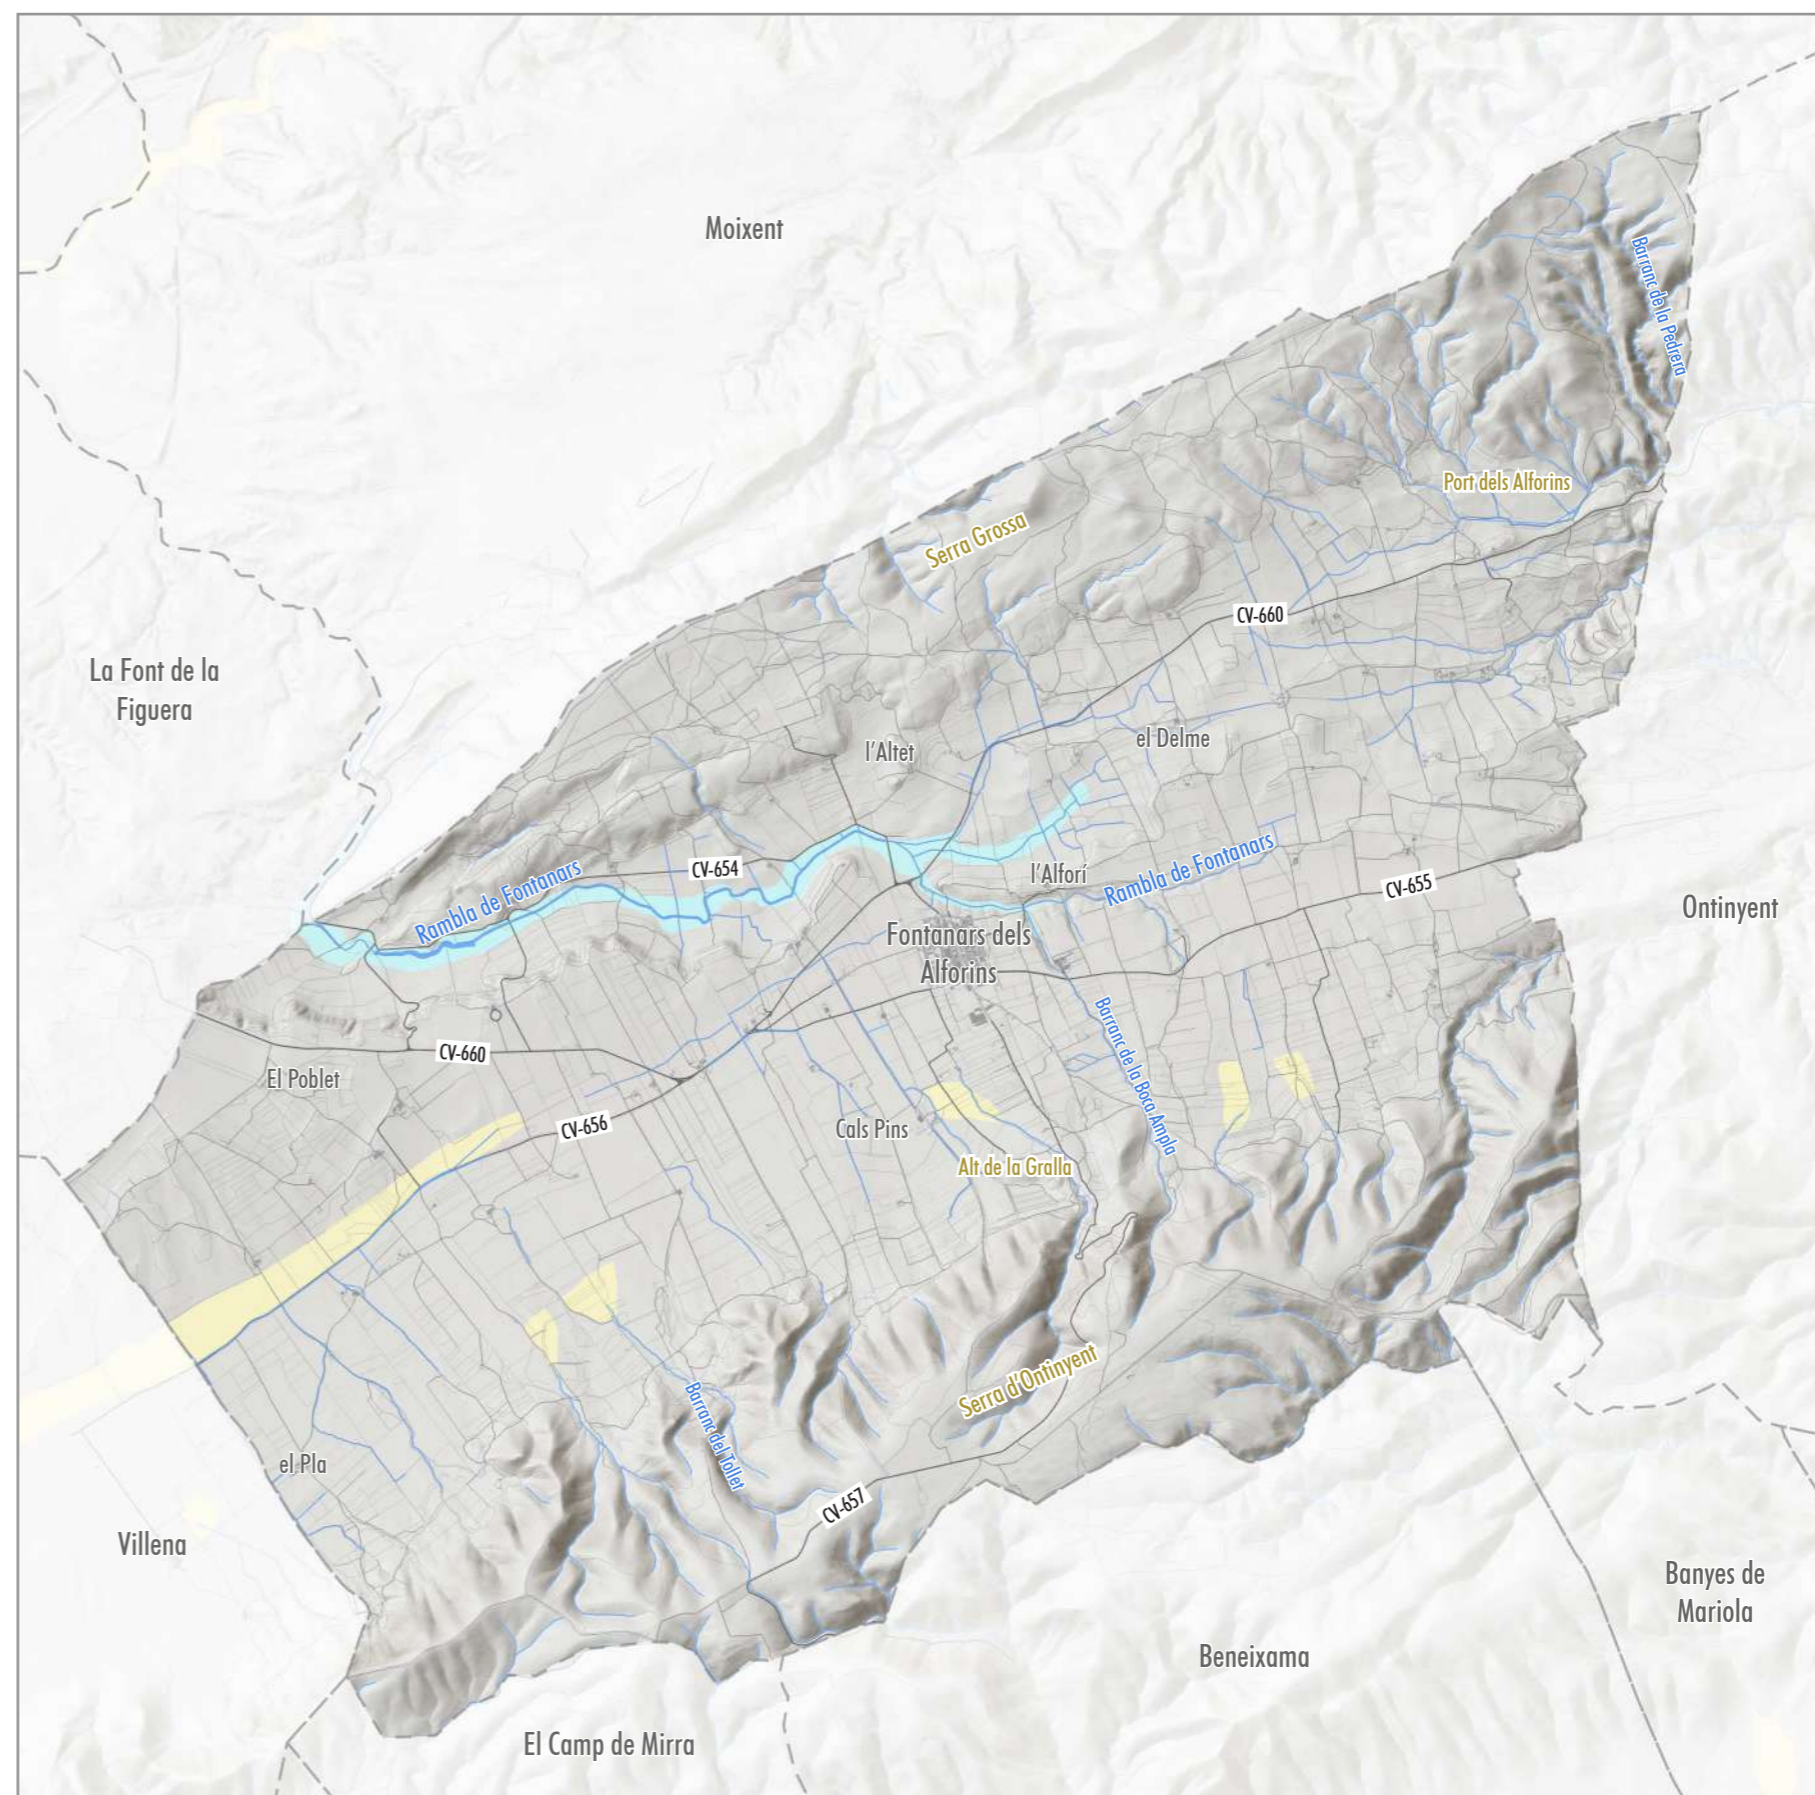 Moixent
Barranc de la Pedrera
Port dels Alforins
Serra Grossa
CV-660
La Font de la
Figuera
l'Altet
el Delme
CV-654
l'Alforí
Rambla de Fontanars
Rambla de Fontanars
CV-655
Ontinyent
Fontanars dels
Alforins
CV-660
El Poblet
Barranc de la Boca Ampla
CV-656
Cals Pins
Alt de la Gralla
Serra d'Ontinyent
Barranc del Tollet
el Pla
CV-657
Villena
Banyes de
Mariola
Beneixama
El Camp de Mirra